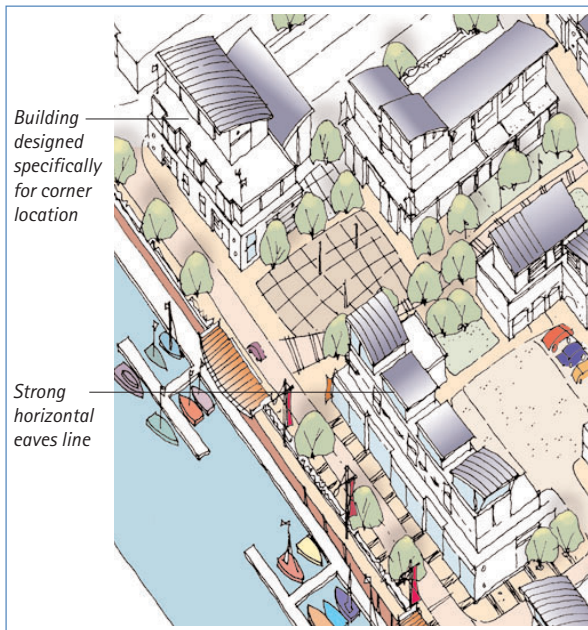 Building
designed
specifically
for corner
location
Strong
horizontal
eaves line